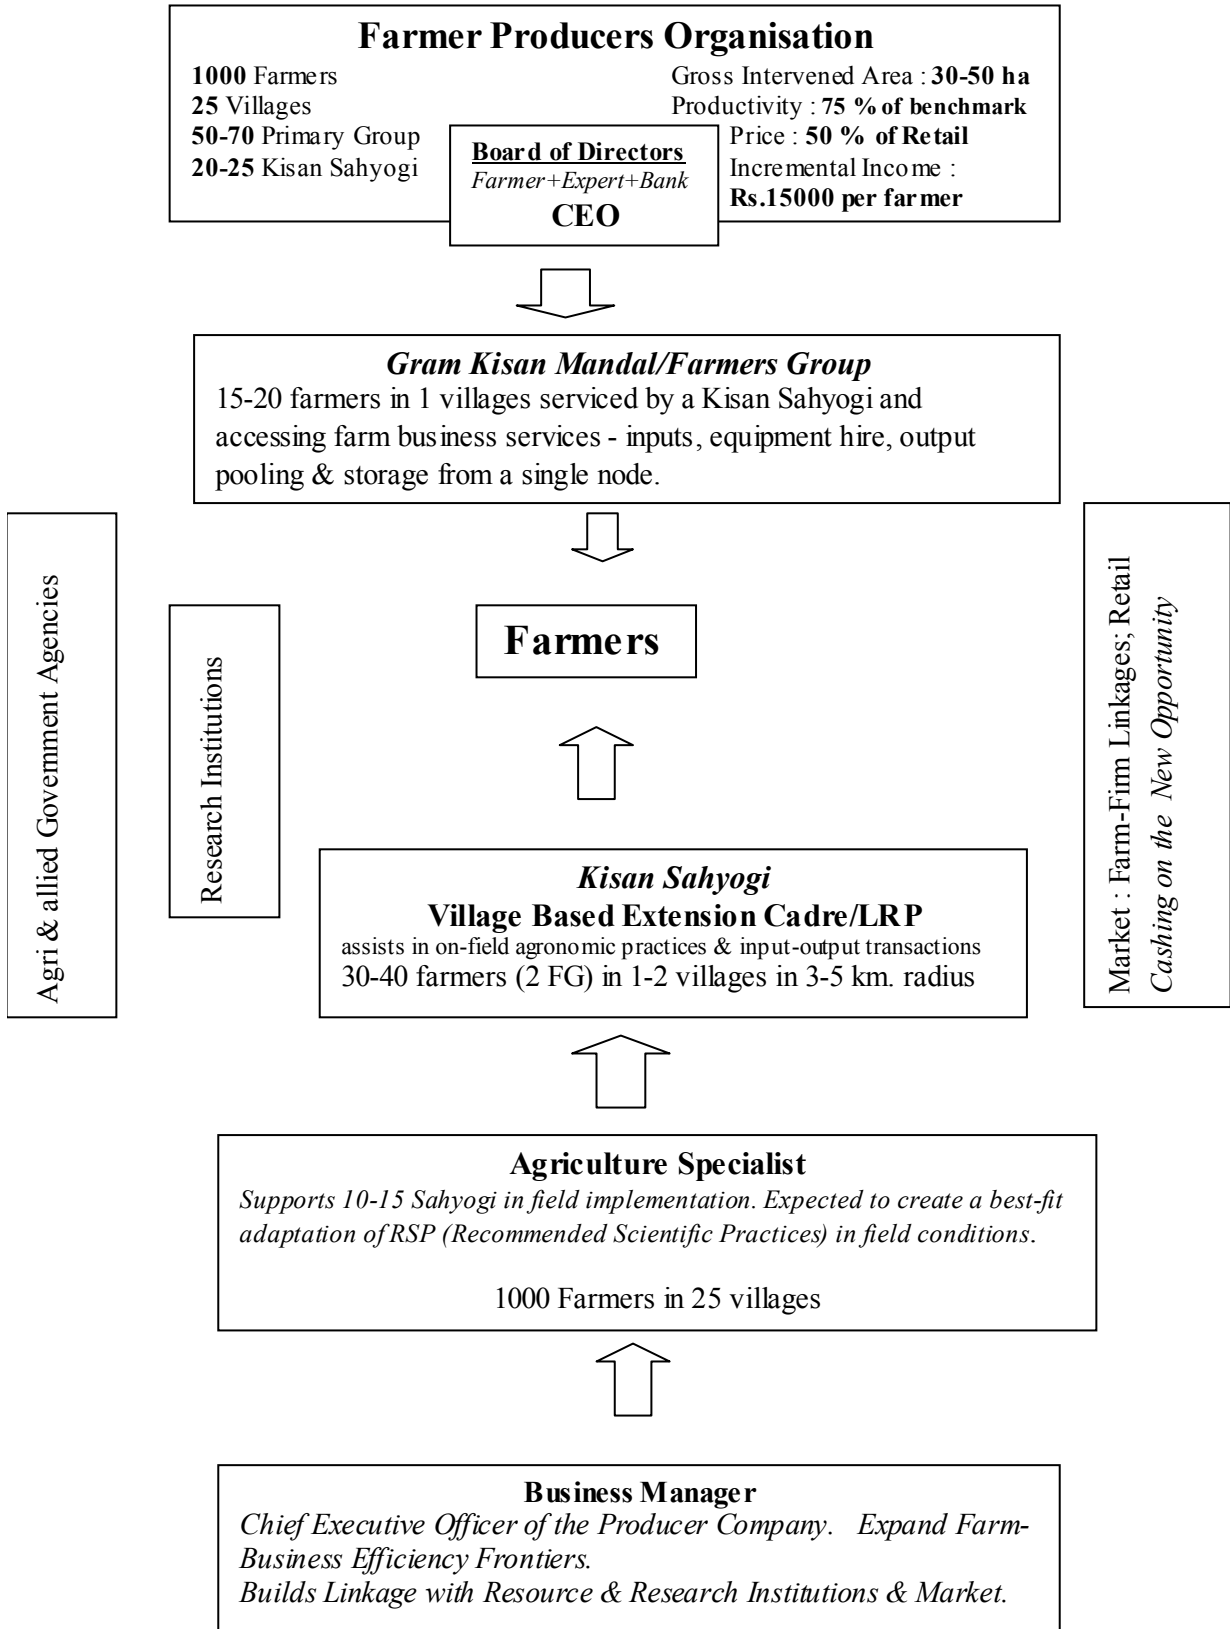 Farmer Producers Organisation
1000 Farmers
25 Villages
50-70 Primary Group
20-25 Kisan Sahyogi
Gross Intervened Area : 30-50 ha
Productivity : 75 % of benchmark
Price : 50 % of Retail
Incremental Income :
Rs.15000 per farmer
Board of Directors
Farmer+Expert+Bank
CEO
Gram Kisan Mandal/Farmers Group
15-20 farmers in 1 villages serviced by a Kisan Sahyogi and
accessing farm business services - inputs, equipment hire, output
pooling & storage from a single node.
Agri & allied Government Agencies
Research Institutions
Farmers
Market : Farm-Firm Linkages; Retail
Cashing on the New Opportunity
Kisan Sahyogi
Village Based Extension Cadre/LRP
assists in on-field agronomic practices & input-output transactions
30-40 farmers (2 FG) in 1-2 villages in 3-5 km. radius
Agriculture Specialist
Supports 10-15 Sahyogi in field implementation. Expected to create a best-fit
adaptation of RSP (Recommended Scientific Practices) in field conditions.
1000 Farmers in 25 villages
Business Manager
Chief Executive Officer of the Producer Company. Expand Farm-
Business Efficiency Frontiers.
Builds Linkage with Resource & Research Institutions & Market.